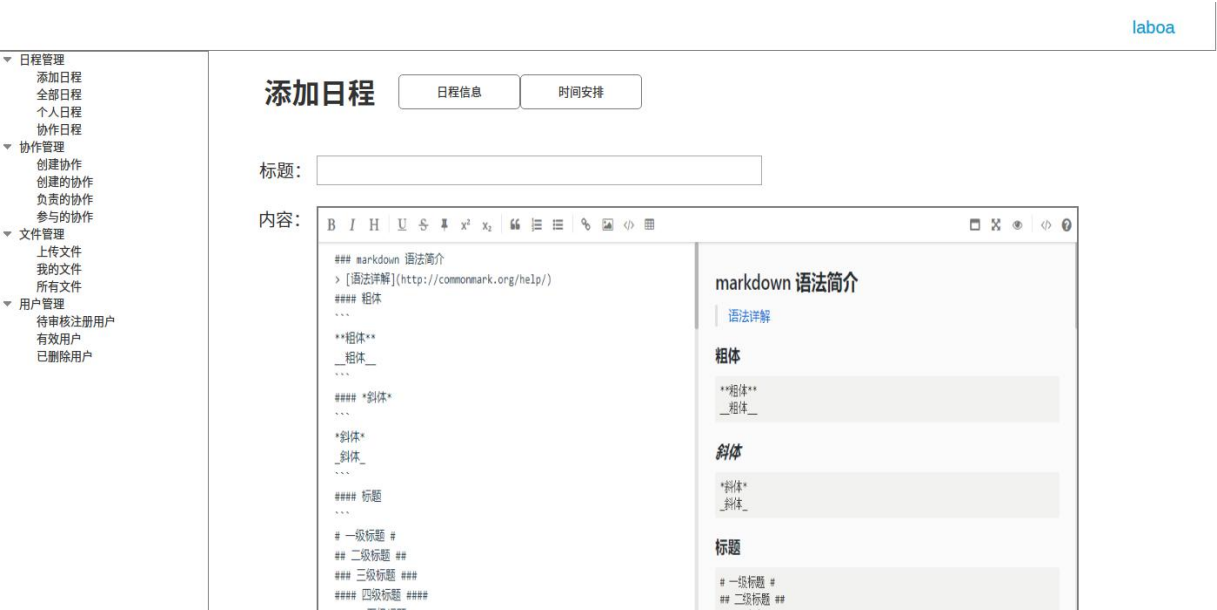 laboa
日程管理
添加日程
全部日程
个人日程
协作日程
协作管理
创建协作
创建的协作
负责的协作
参与的协作
文件管理
上传文件
我的文件
所有文件
用户管理
待审核注册用户
有效用户
已删除用户
添加日程
日程信息
时间安排
标题：
内容：
B I H U S x² x₂
### markdown 语法简介
> [语法详解](http://commonmark.org/help/)
#### 粗体
```
**粗体**
__粗体__
```
#### *斜体*
```
*斜体*
_斜体_
```
#### 标题
```
# 一级标题 #
## 二级标题 ##
### 三级标题 ###
#### 四级标题 ####
markdown 语法简介
语法详解
粗体
**粗体**
__粗体__
斜体
*斜体*
_斜体_
标题
# 一级标题 #
## 二级标题 ##